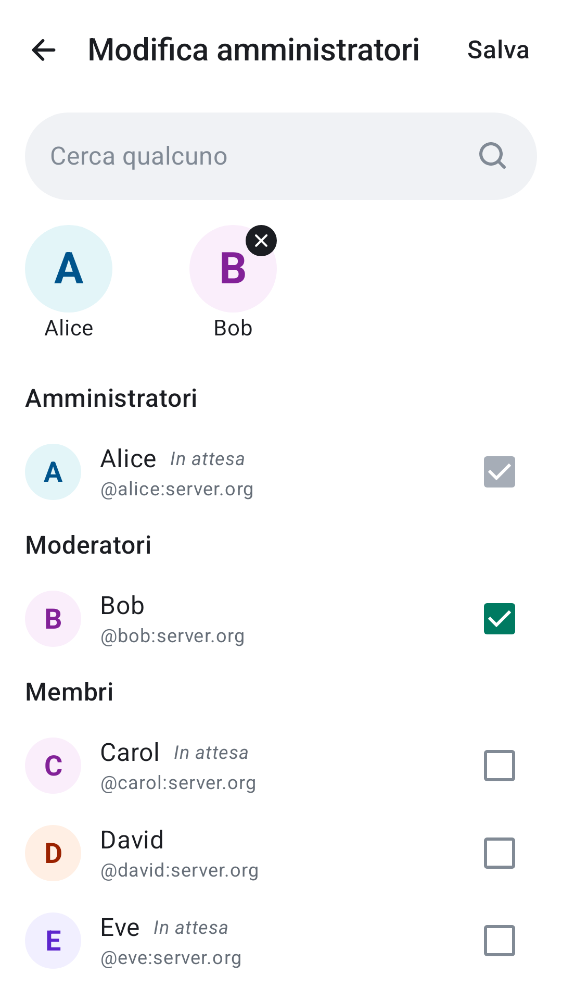 Modifica amministratori Salva
Cerca qualcuno
A B
Alice Bob
Amministratori
A Alice In attesa
@alice:server.org
Moderatori
B Bob
@bob:server.org
Membri
C Carol In attesa
@carol:server.org
D David
@david:server.org
E Eve In attesa
@eve:server.org